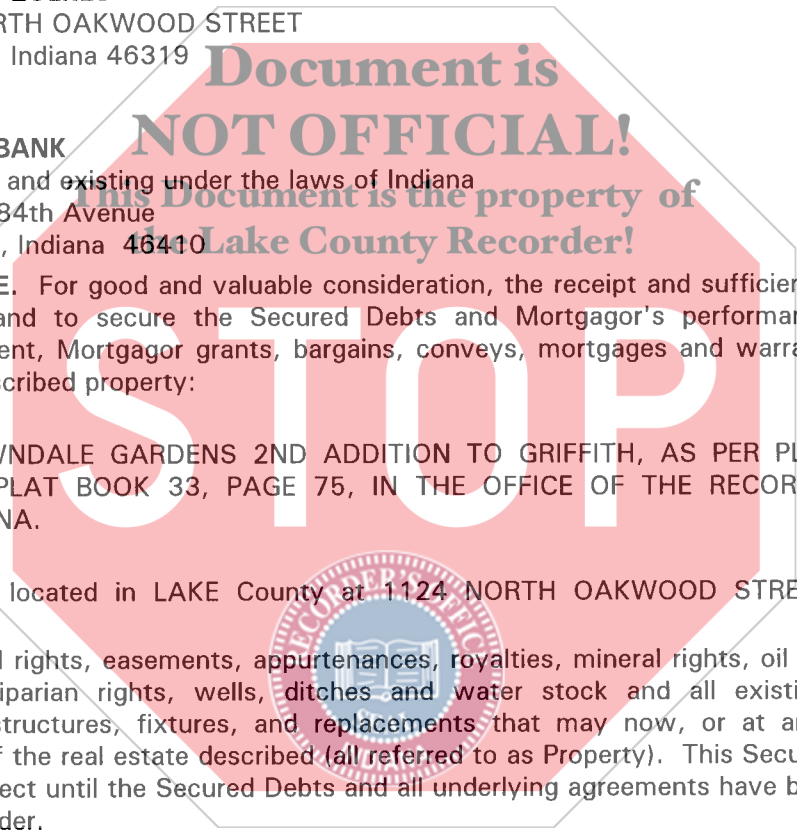 RTH OAKWOOD STREET
Indiana 46319
Document is
NOT OFFICIAL!
BANK
and existing under the laws of Indiana
This Document is the property of
84th Avenue
, Indiana 46410
the Lake County Recorder!
E. For good and valuable consideration, the receipt and sufficien
and to secure the Secured Debts and Mortgagor's performa
ent, Mortgagor grants, bargains, conveys, mortgages and warra
scribed property:
STOP
WNDALE GARDENS 2ND ADDITION TO GRIFFITH, AS PER PL
PLAT BOOK 33, PAGE 75, IN THE OFFICE OF THE RECOR
NA.
located in LAKE County at 1124 NORTH OAKWOOD STRE
RECORDER'S OFFICE
l rights, easements, appurtenances, royalties, mineral rights, oil
iparian rights, wells, ditches and water stock and all existi
structures, fixtures, and replacements that may now, or at a
f the real estate described (all referred to as Property). This Secu
INDIANA
ect until the Secured Debts and all underlying agreements have b
der.